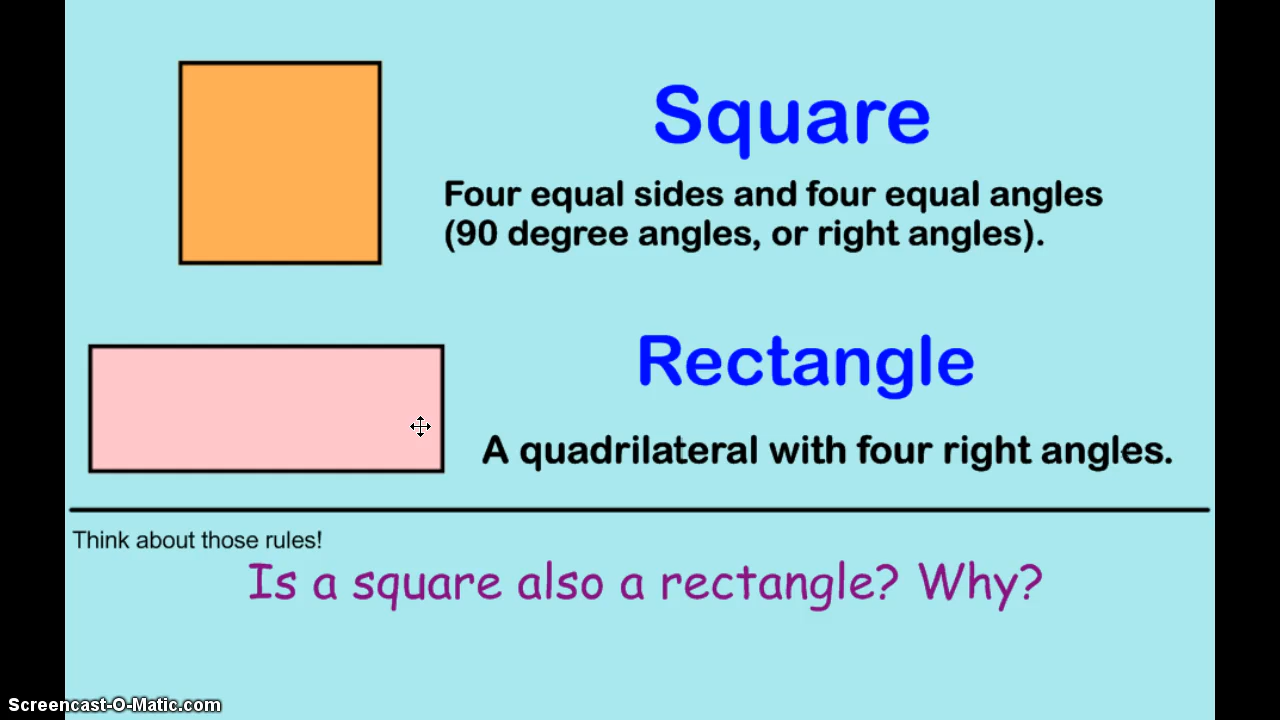 Square
Four equal sides and four equal angles
(90 degree angles, or right angles).
Rectangle
A quadrilateral with four right angles.
Think about those rules!
Is a square also a rectangle? Why?
Screencast-O-Matic.com